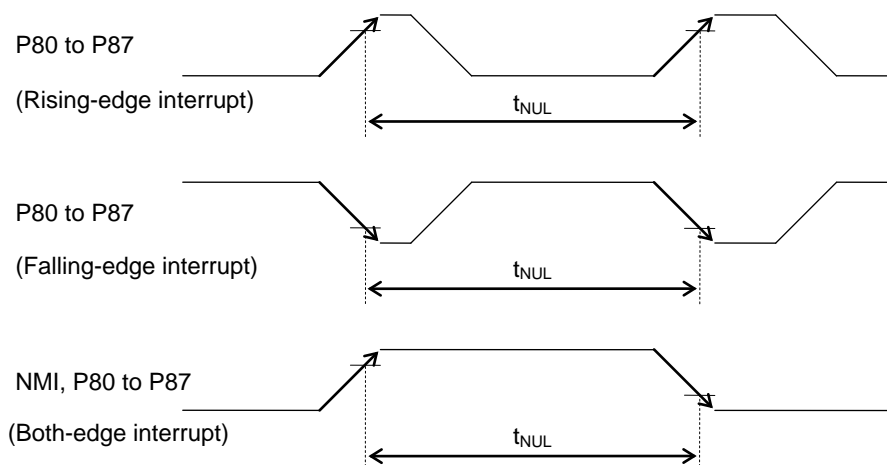 P80 to P87
(Rising-edge interrupt)
tNUL
P80 to P87
(Falling-edge interrupt)
tNUL
NMI, P80 to P87
(Both-edge interrupt)
tNUL